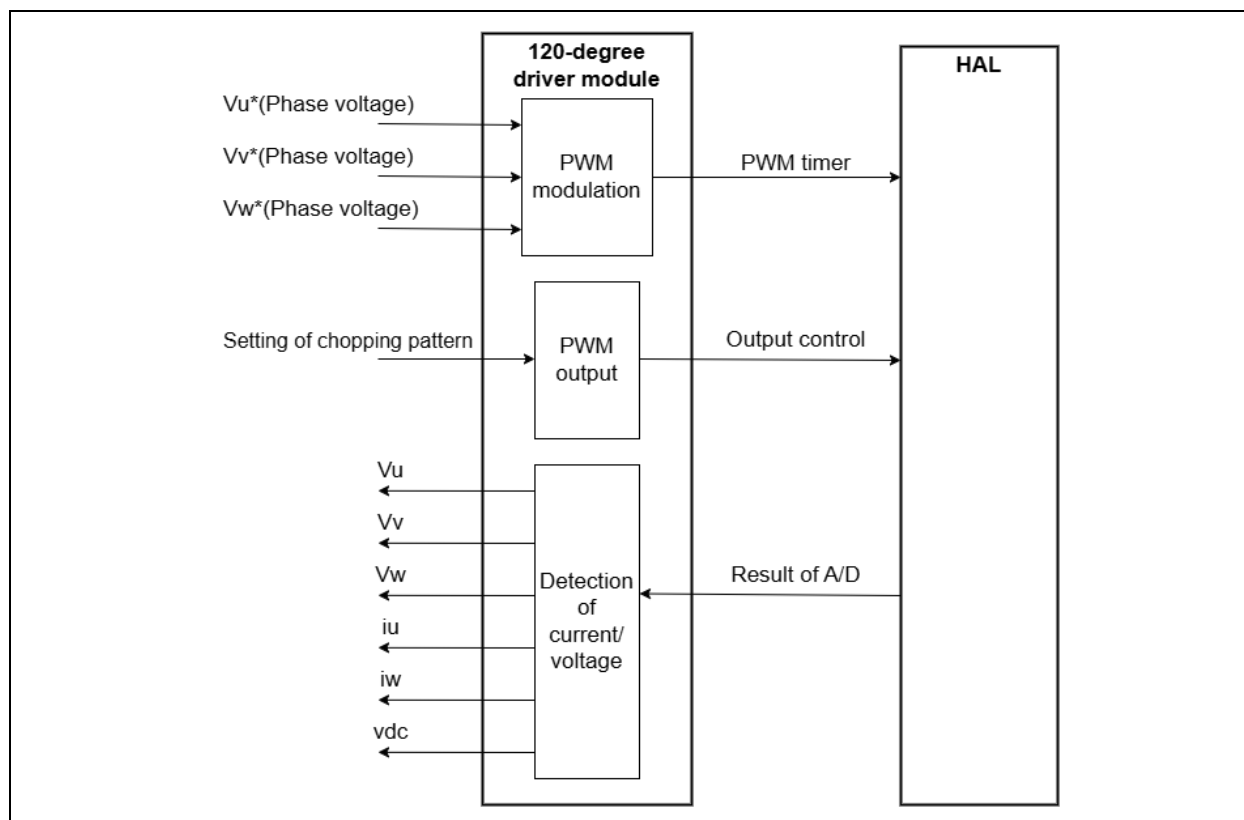 120-degree
driver module
HAL
Vu*(Phase voltage)
Vv*(Phase voltage)
Vw*(Phase voltage)
PWM
modulation
PWM timer
Setting of chopping pattern
PWM
output
Output control
Vu
Vv
Vw
iu
iw
vdc
Detection
of
current/
voltage
Result of A/D